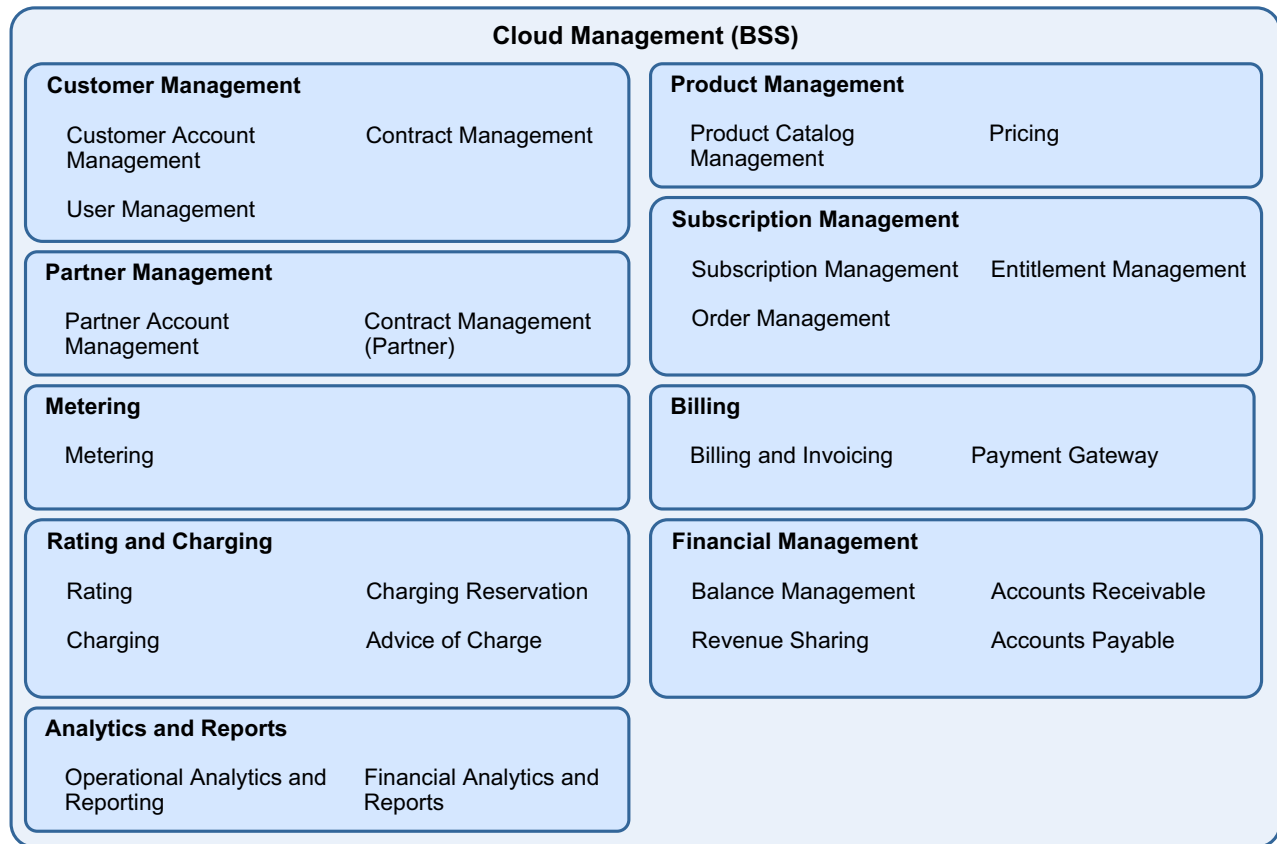 Cloud Management (BSS)
Customer Management
Customer Account
Management
Contract Management
User Management
Product Management
Product Catalog
Management
Pricing
Subscription Management
Subscription Management
Entitlement Management
Order Management
Partner Management
Partner Account
Management
Contract Management
(Partner)
Metering
Metering
Billing
Billing and Invoicing
Payment Gateway
Rating and Charging
Rating
Charging Reservation
Charging
Advice of Charge
Financial Management
Balance Management
Accounts Receivable
Revenue Sharing
Accounts Payable
Analytics and Reports
Operational Analytics and
Reporting
Financial Analytics and
Reports